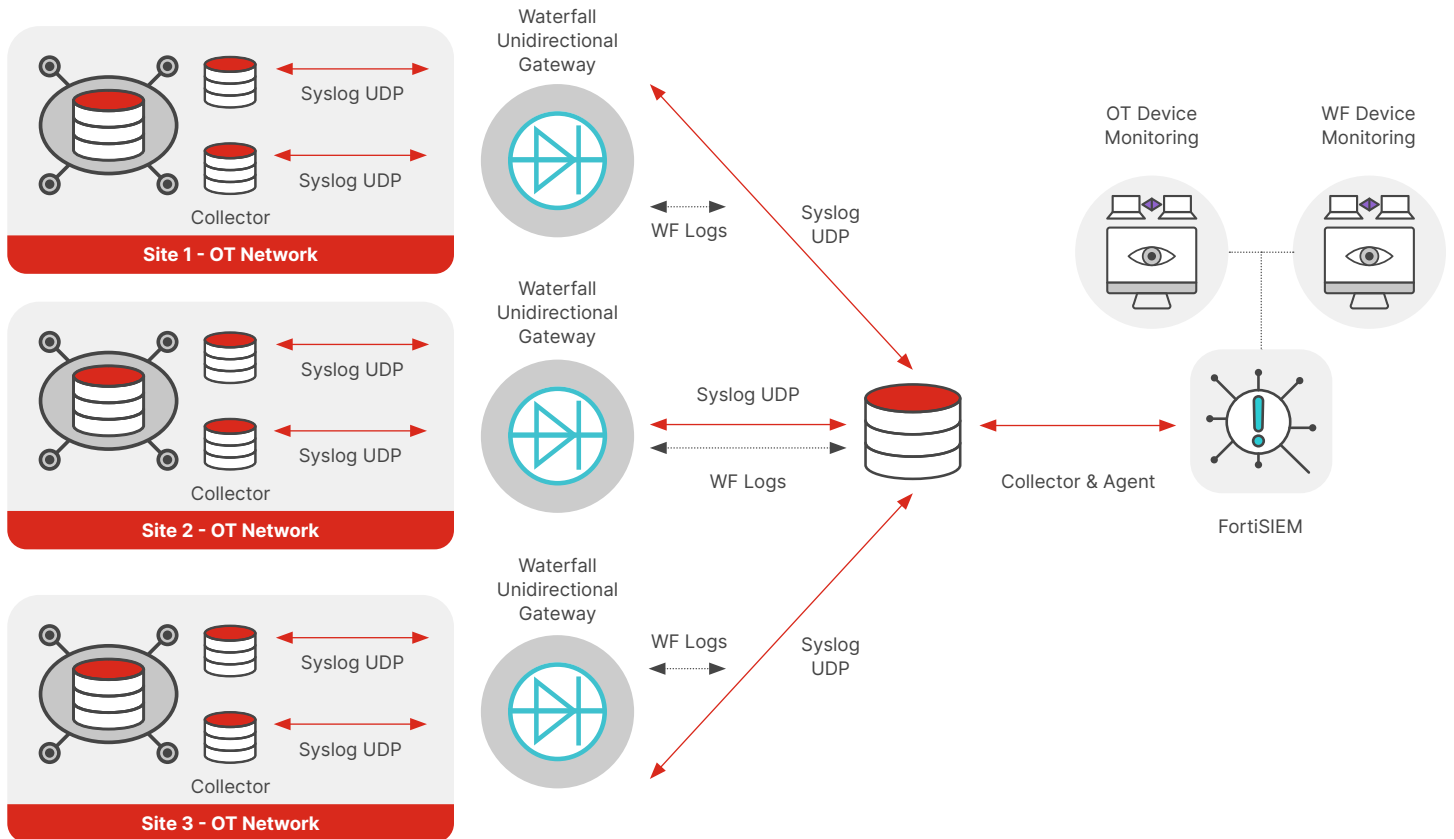 Syslog UDP
Syslog UDP
Collector
Site 1 - OT Network
Waterfall
Unidirectional
Gateway
WF Logs
Syslog
UDP
OT Device
Monitoring
WF Device
Monitoring
Syslog UDP
Syslog UDP
Collector
Site 2 - OT Network
Waterfall
Unidirectional
Gateway
Syslog UDP
WF Logs
Collector & Agent
FortiSIEM
Syslog UDP
Syslog UDP
Collector
Site 3 - OT Network
Waterfall
Unidirectional
Gateway
WF Logs
Syslog
UDP